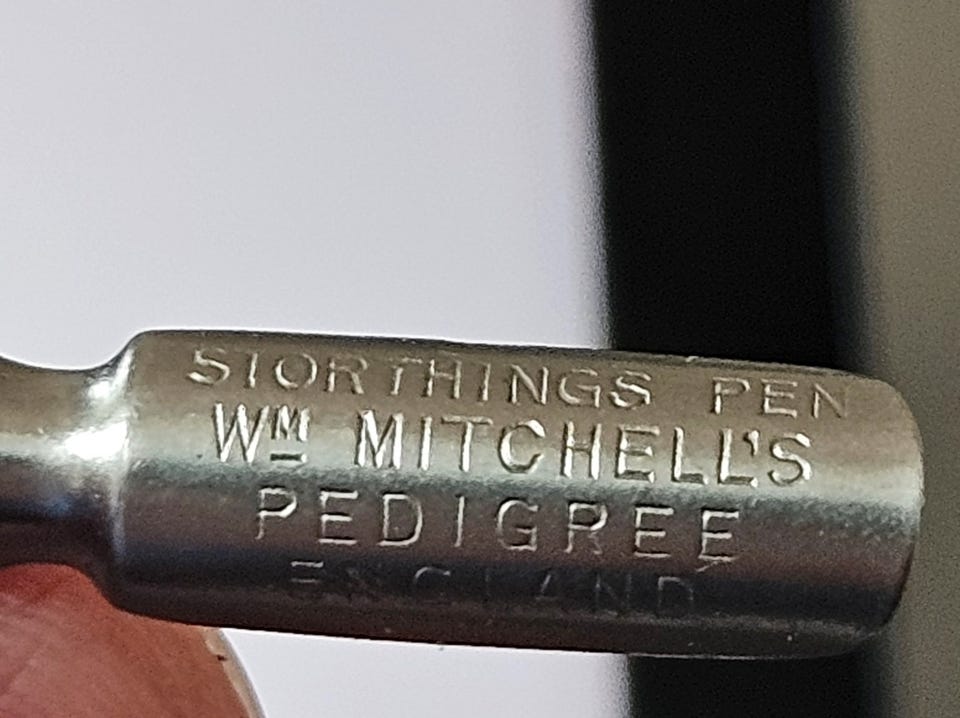 STORTHINGS PEN
WM MITCHELL'S
PEDIGREE
ENGLAND